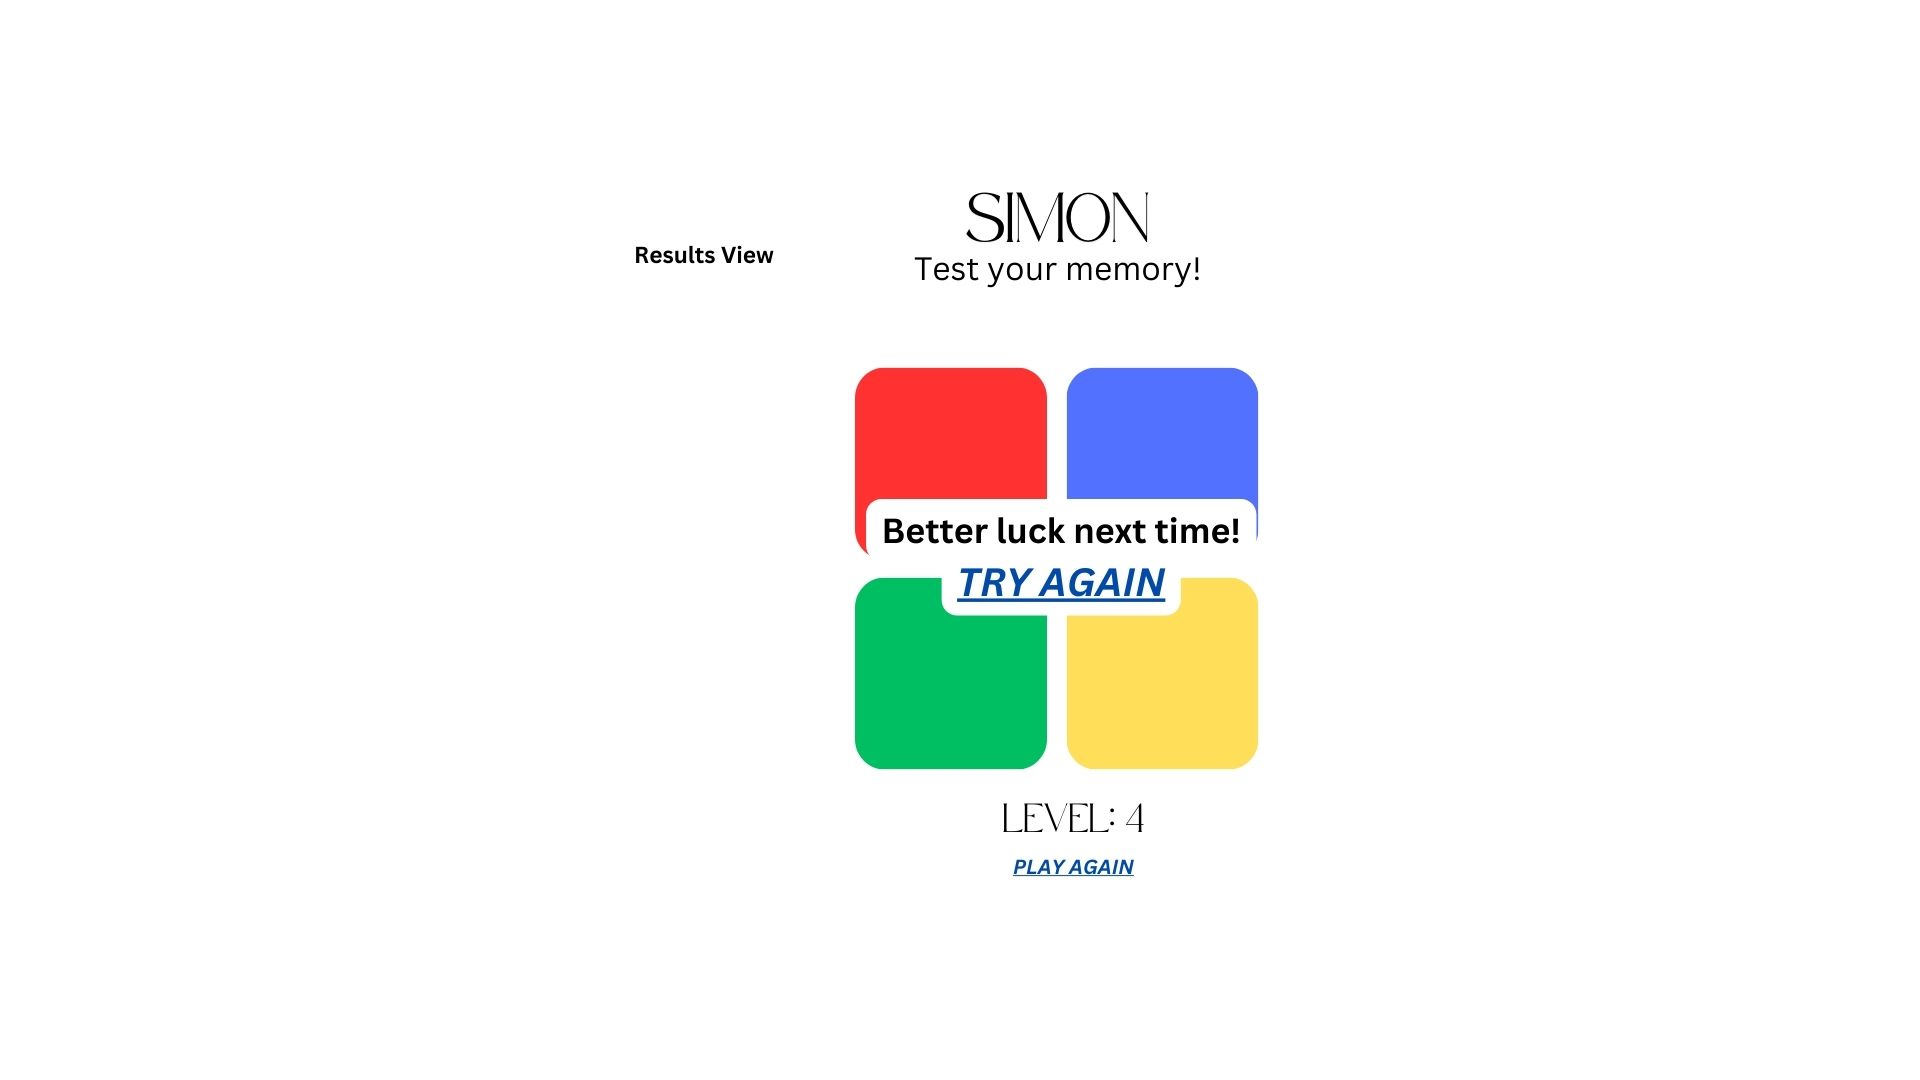 SIMON
Results View
Test your memory!
Better luck next time!
TRY AGAIN
LEVEL: 4
PLAY AGAIN